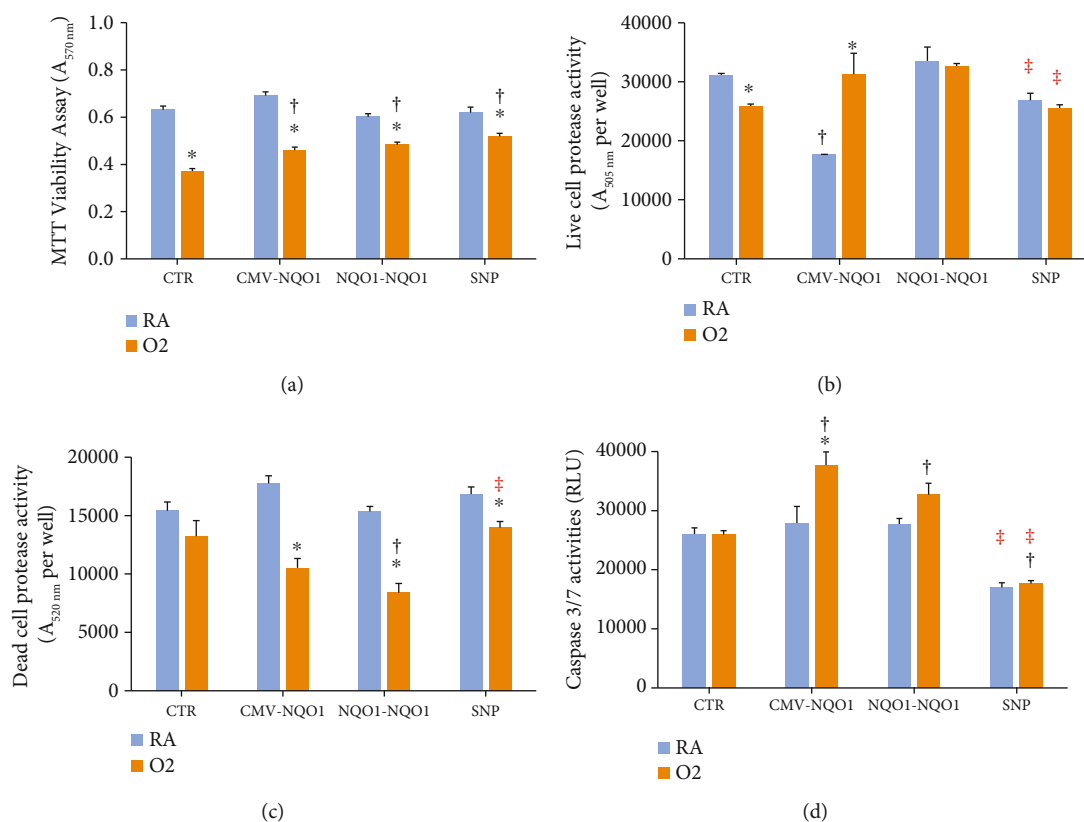 MTT Viability Assay (A570 nm)
1.0
0.8
0.6
0.4
0.2
0.0
*
†
*
†
*
†
*
CTR
CMV-NQO1
NQO1-NQO1
SNP
RA
O2
(a)
Live cell protease activity
(A505 nm per well)
40000
30000
20000
10000
0
*
†
*
‡
‡
CTR
CMV-NQO1
NQO1-NQO1
SNP
RA
O2
(b)
Dead cell protease activity
(A520 nm per well)
20000
15000
10000
5000
0
*
†
*
‡
*
CTR
CMV-NQO1
NQO1-NQO1
SNP
RA
O2
(c)
Caspase 3/7 activities (RLU)
40000
30000
20000
10000
0
†
*
†
‡
‡
†
CTR
CMV-NQO1
NQO1-NQO1
SNP
RA
O2
(d)